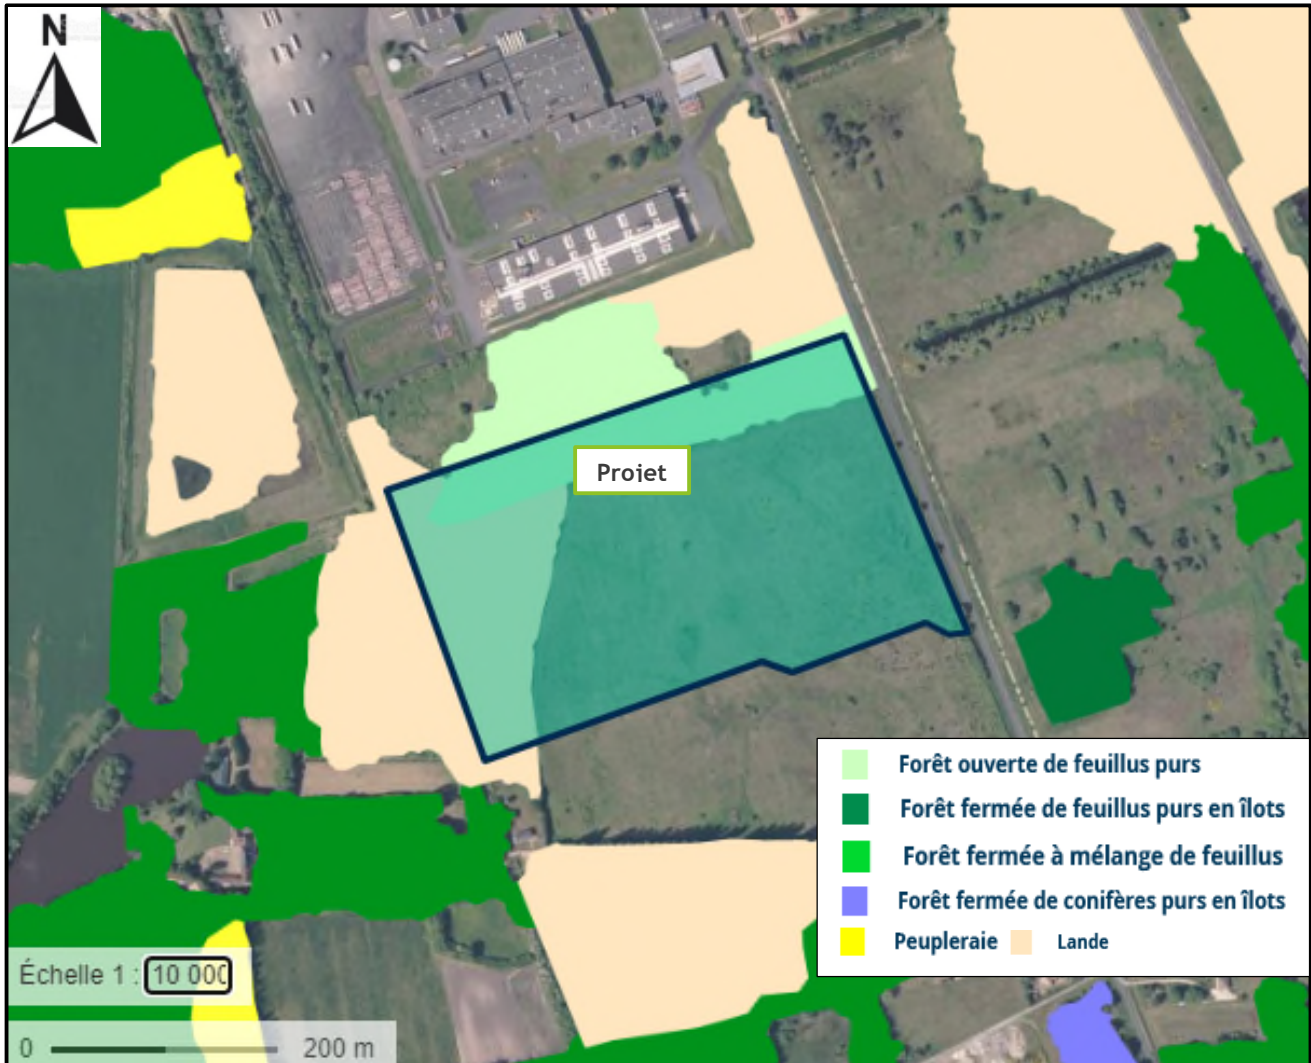 N
Projet
Forêt ouverte de feuillus purs
Forêt fermée de feuillus purs en îlots
Forêt fermée à mélange de feuillus
Forêt fermée de conifères purs en îlots
Peupleraie Lande
Échelle 1 : 10 000
0 200 m